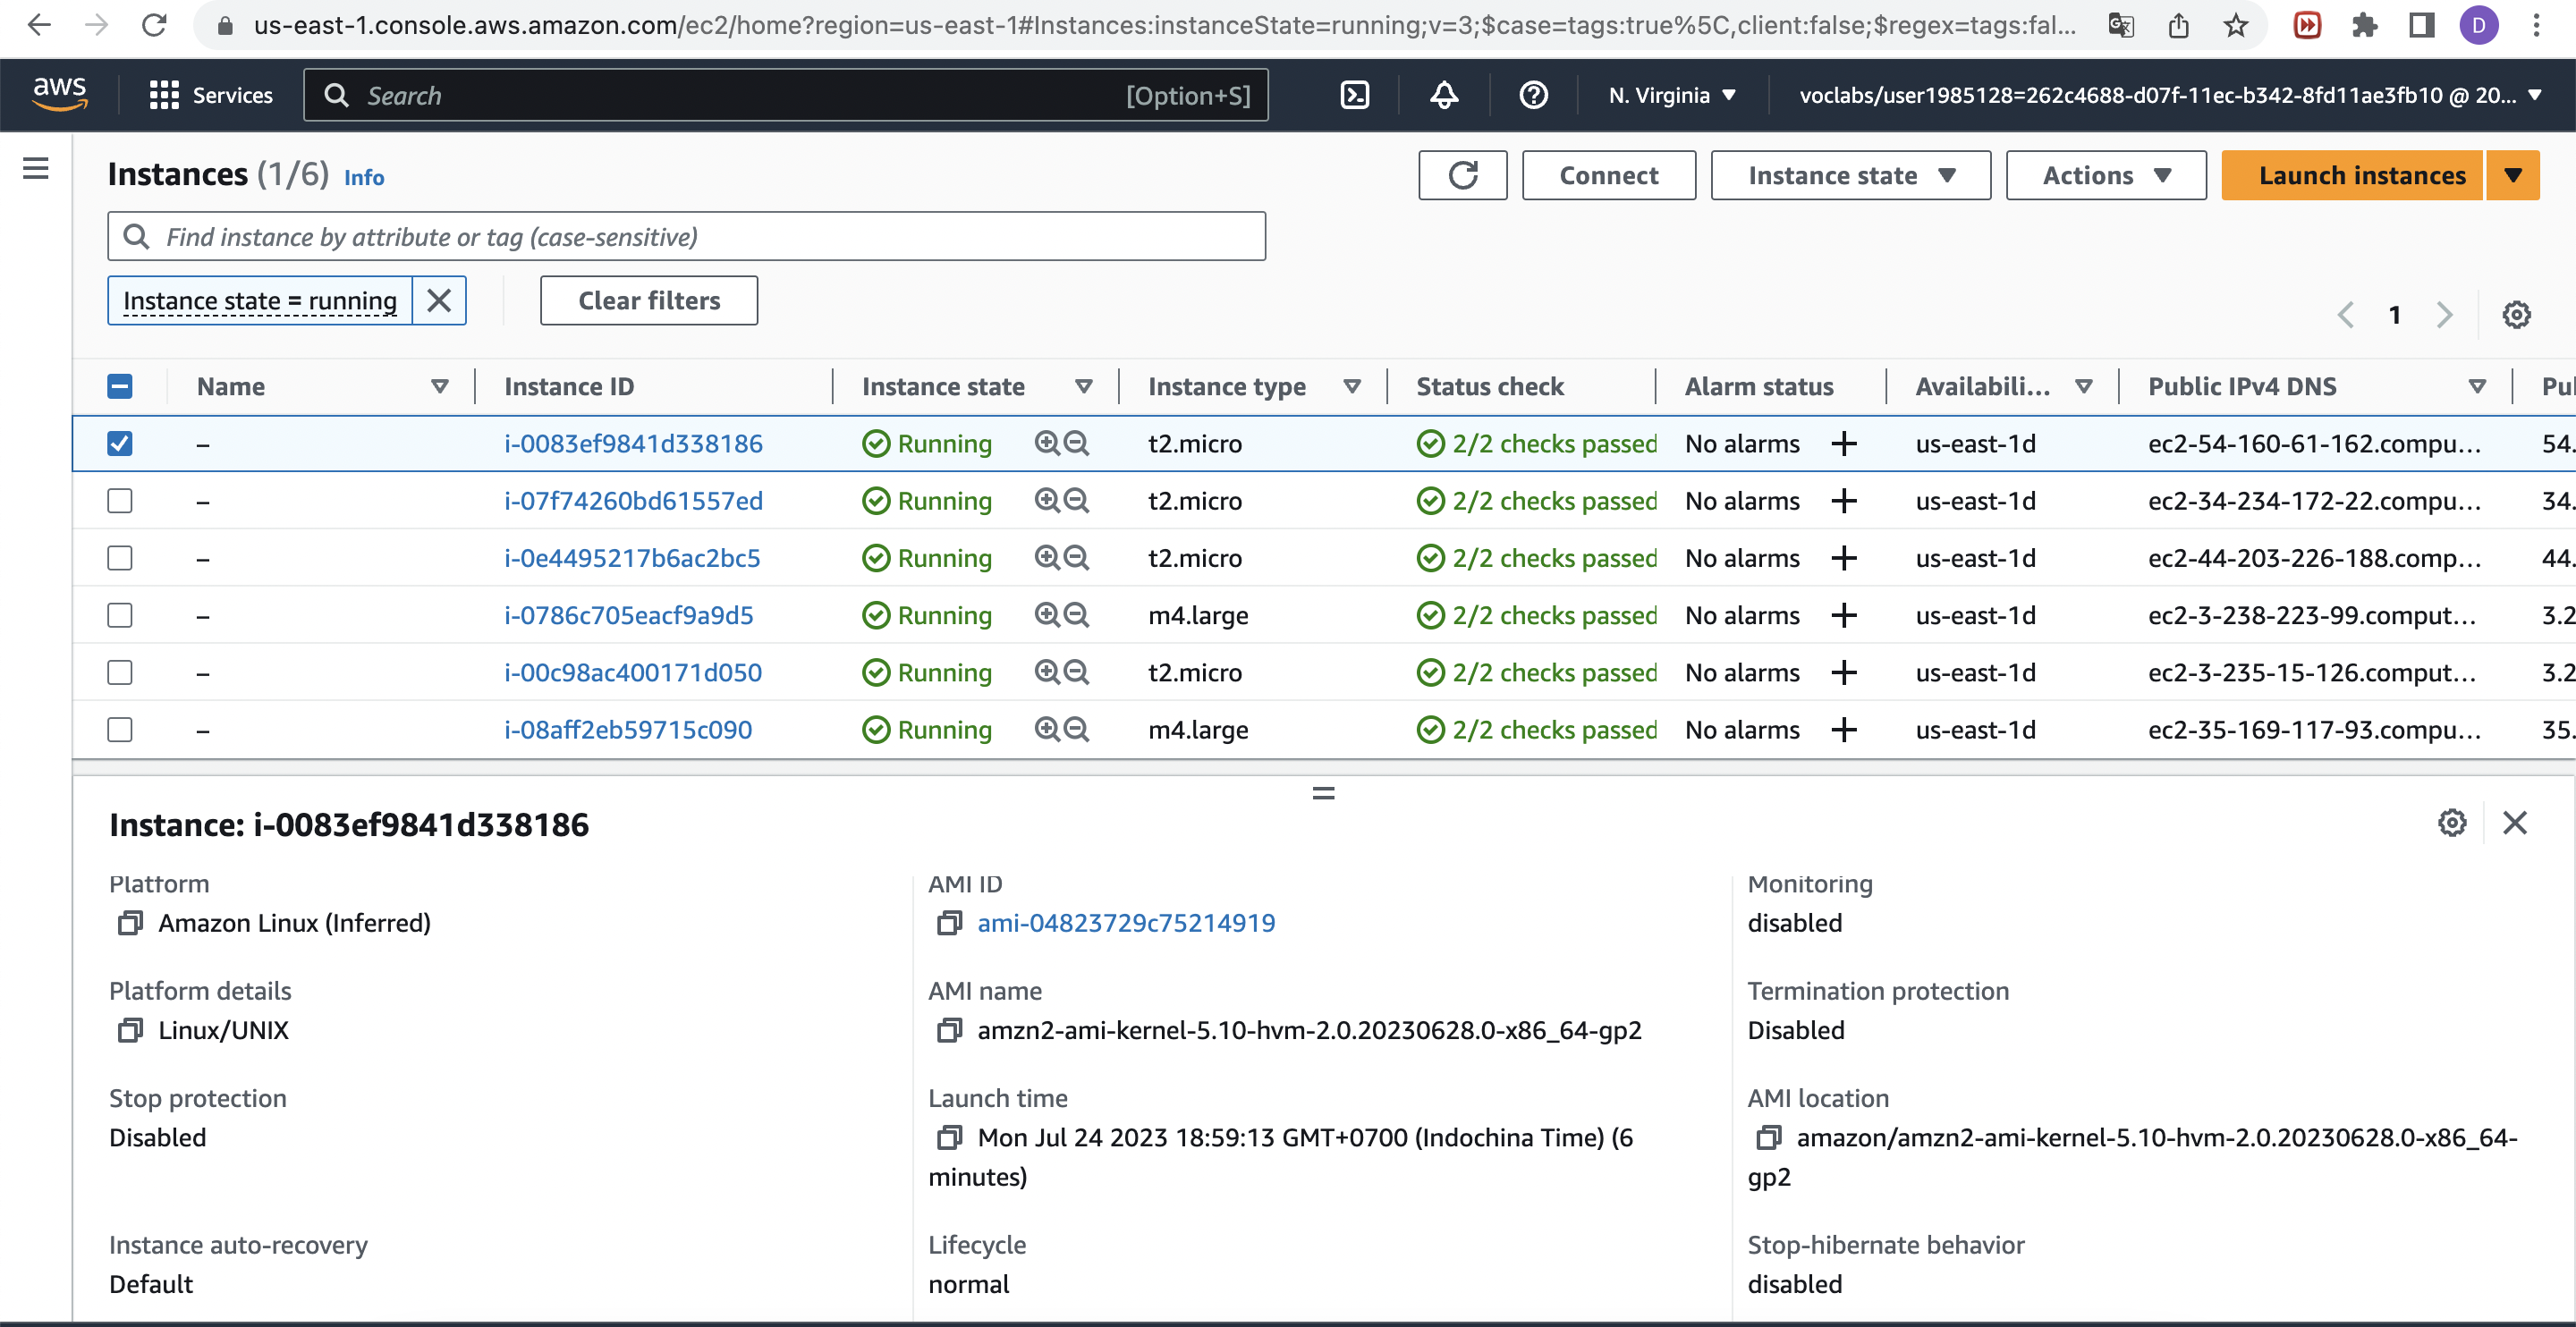 us-east-1.console.aws.amazon.com/ec2/home?region=us-east-1#Instances:instanceState=running;v=3;$case=tags:true%5C,client:false;$regex=tags:fal...
D
aws
Services
Search
[Option+S]
N. Virginia
voclabs/user1985128=262c4688-d07f-11ec-b342-8fd11ae3fb10 @ 20...
Instances (1/6) Info
Connect
Instance state
Actions
Launch instances
Find instance by attribute or tag (case-sensitive)
Instance state = running
Clear filters
1
Name Instance ID Instance state Instance type Status check Alarm status Availabili... Public IPv4 DNS Pul
– i-0083ef9841d338186 Running t2.micro 2/2 checks passed No alarms + us-east-1d ec2-54-160-61-162.compu... 54.
– i-07f74260bd61557ed Running t2.micro 2/2 checks passed No alarms + us-east-1d ec2-34-234-172-22.compu... 34.
– i-0e4495217b6ac2bc5 Running t2.micro 2/2 checks passed No alarms + us-east-1d ec2-44-203-226-188.comp... 44.
– i-0786c705eacf9a9d5 Running m4.large 2/2 checks passed No alarms + us-east-1d ec2-3-238-223-99.comput... 3.2
– i-00c98ac400171d050 Running t2.micro 2/2 checks passed No alarms + us-east-1d ec2-3-235-15-126.comput... 3.2
– i-08aff2eb59715c090 Running m4.large 2/2 checks passed No alarms + us-east-1d ec2-35-169-117-93.compu... 35.
Instance: i-0083ef9841d338186
Platform
Amazon Linux (Inferred)
Platform details
Linux/UNIX
Stop protection
Disabled
Instance auto-recovery
Default
AMI ID
ami-04823729c75214919
AMI name
amzn2-ami-kernel-5.10-hvm-2.0.20230628.0-x86_64-gp2
Launch time
Mon Jul 24 2023 18:59:13 GMT+0700 (Indochina Time) (6
minutes)
Lifecycle
normal
Monitoring
disabled
Termination protection
Disabled
AMI location
amazon/amzn2-ami-kernel-5.10-hvm-2.0.20230628.0-x86_64-
gp2
Stop-hibernate behavior
disabled